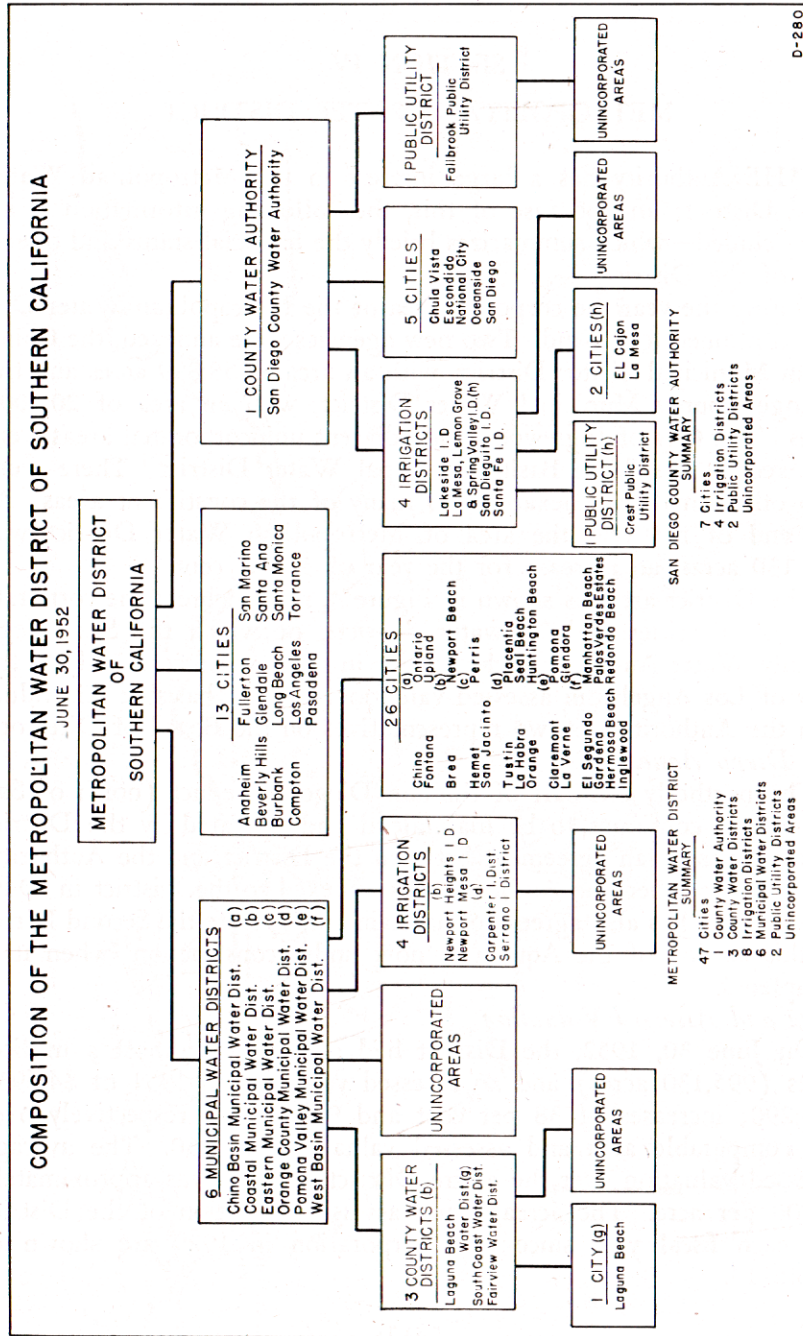 COMPOSITION OF THE METROPOLITAN WATER DISTRICT OF SOUTHERN CALIFORNIA
JUNE 30, 1952
METROPOLITAN WATER DISTRICT
OF
SOUTHERN CALIFORNIA
6 MUNICIPAL WATER DISTRICTS
Chino Basin Municipal Water Dist. (a)
Coastal Municipal Water Dist. (b)
Eastern Municipal Water Dist. (c)
Orange County Municipal Water Dist. (d)
Pomona Valley Municipal Water Dist. (e)
West Basin Municipal Water Dist. (f)
13 CITIES
Anaheim Fullerton San Marino
Beverly Hills Glendale Santa Ana
Burbank Long Beach Santa Monica
Compton Los Angeles Torrance
Pasadena
1 COUNTY WATER AUTHORITY
San Diego County Water Authority
3 COUNTY WATER
DISTRICTS (b)
Laguna Beach
Water Dist. (g)
South Coast Water Dist.
Fairview Water Dist.
UNINCORPORATED
AREAS
4 IRRIGATION
DISTRICTS
(b)
Newport Heights I D
Newport Mesa I D
(d)
Carpenter I. Dist.
Serrano I District
26 CITIES
(a)
Chino Ontario
Fontana Upland
(b)
Brea Newport Beach
(c)
Hemet Perris
San Jacinto
(d)
Tustin Placentia
La Habra Seal Beach
Orange Huntington Beach
(e)
Claremont Pomona
La Verne Glendora
(f)
El Segundo Manhattan Beach
Gardena Palos Verdes Estates
Hermosa Beach Redondo Beach
Inglewood
4 IRRIGATION
DISTRICTS
Lakeside I. D
La Mesa, Lemon Grove
& Spring Valley I.D.(h)
San Dieguito I. D.
Santa Fe I. D.
5 CITIES
Chula Vista
Escondido
National City
Oceanside
San Diego
1 PUBLIC UTILITY
DISTRICT
Fallbrook Public
Utility District
1 CITY (g)
Laguna Beach
UNINCORPORATED
AREAS
UNINCORPORATED
AREAS
1 PUBLIC UTILITY
DISTRICT (h)
Crest Public
Utility District
2 CITIES (h)
EL Cajon
La Mesa
UNINCORPORATED
AREAS
UNINCORPORATED
AREAS
METROPOLITAN WATER DISTRICT
SUMMARY
47 Cities
1 County Water Authority
3 County Water Districts
8 Irrigation Districts
6 Municipal Water Districts
2 Public Utility Districts
Unincorporated Areas
SAN DIEGO COUNTY WATER AUTHORITY
SUMMARY
7 Cities
4 Irrigation Districts
2 Public Utility Districts
Unincorporated Areas
D-280